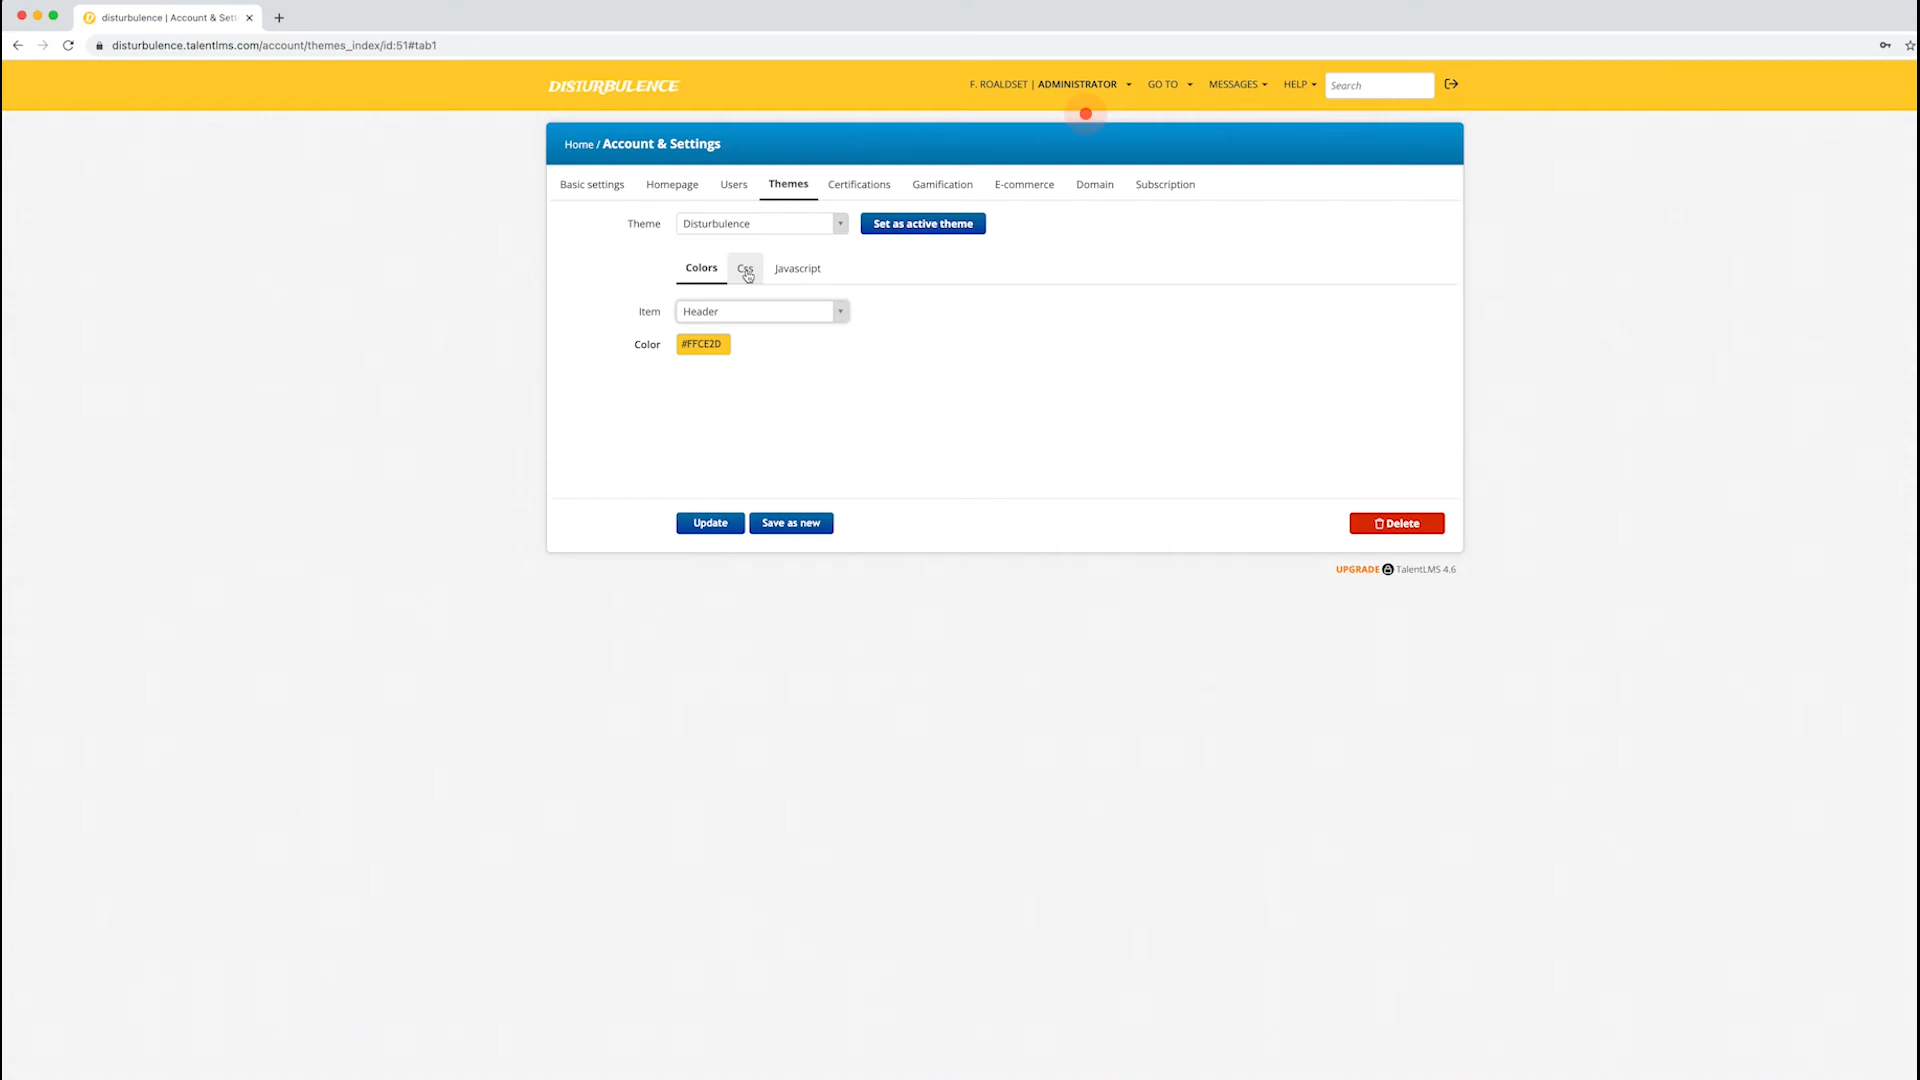 disturbulence | Account & Set
disturbulence.talentlms.com/account/themes_index/id:51#tab1
DISTURBULENCE
F. ROALDSET | ADMINISTRATOR GO TO MESSAGES HELP Search
Home / Account & Settings
Basic settings Homepage Users Themes Certifications Gamification E-commerce Domain Subscription
Theme Disturbulence Set as active theme
Colors Css Javascript
Item Header
Color #FFCE2D
Update Save as new Delete
UPGRADE TalentLMS 4.6